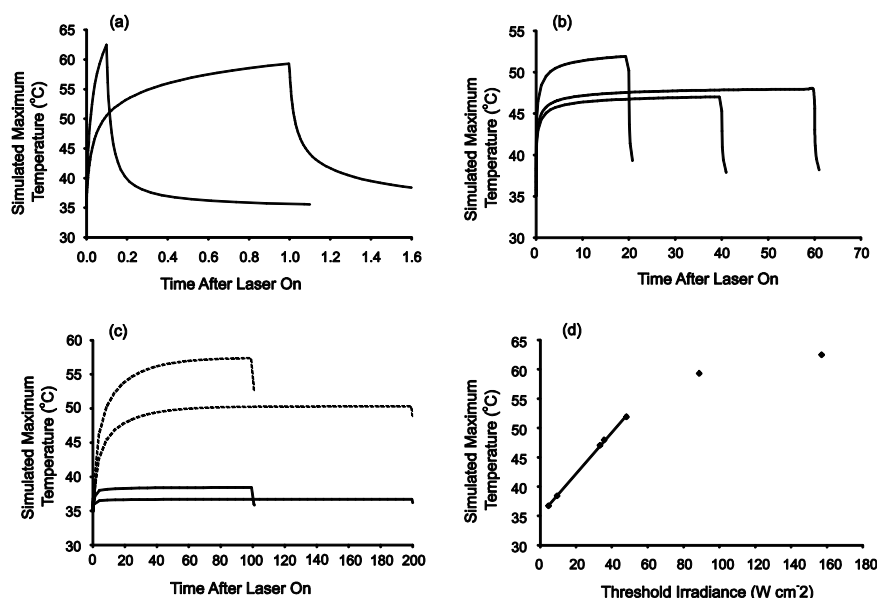 (a)
65
60
55
50
45
40
35
30
0.0 0.2 0.4 0.6 0.8 1.0 1.2 1.4 1.6
Simulated Maximum
Temperature (°C)
Time After Laser On
(b)
55
50
45
40
35
30
0 10 20 30 40 50 60 70
Simulated Maximum
Temperature (°C)
Time After Laser On
(c)
60
55
50
45
40
35
30
0 20 40 60 80 100 120 140 160 180 200
Simulated Maximum
Temperature (°C)
Time After Laser On
(d)
65
60
55
50
45
40
35
30
0 20 40 60 80 100 120 140 160 180
Simulated Maximum
Temperature (°C)
Threshold Irradiance (W cm-2)